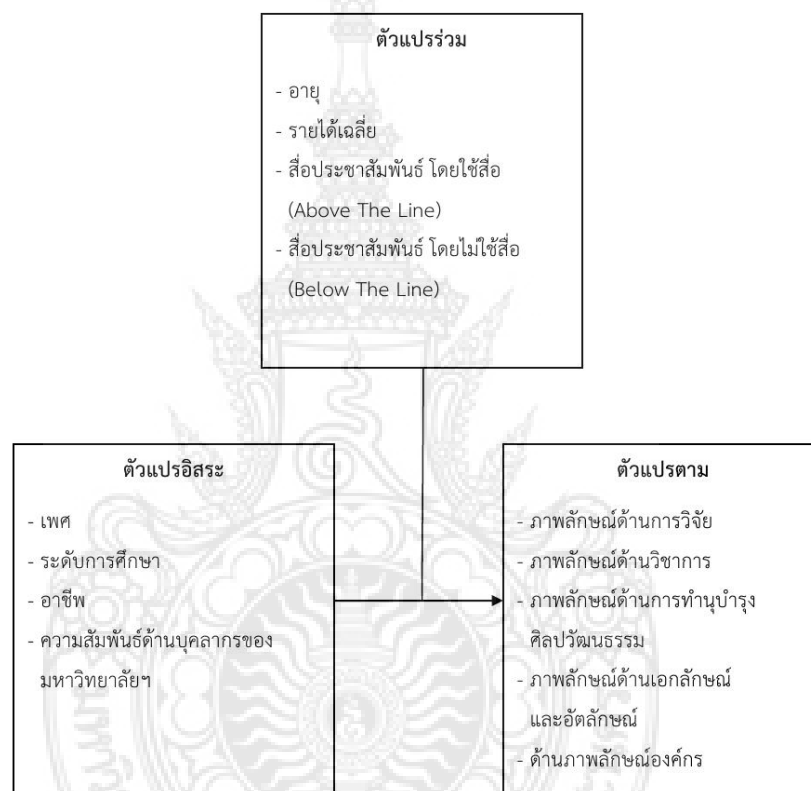 ตัวแปรร่วม
- อายุ
- รายได้เฉลี่ย
- สื่อประชาสัมพันธ์ โดยใช้สื่อ
(Above The Line)
- สื่อประชาสัมพันธ์ โดยไม่ใช้สื่อ
(Below The Line)
ตัวแปรอิสระ
- เพศ
- ระดับการศึกษา
- อาชีพ
- ความสัมพันธ์ด้านบุคลากรของ
มหาวิทยาลัยฯ
ตัวแปรตาม
- ภาพลักษณ์ด้านการวิจัย
- ภาพลักษณ์ด้านวิชาการ
- ภาพลักษณ์ด้านการทำนุบำรุง
ศิลปวัฒนธรรม
- ภาพลักษณ์ด้านเอกลักษณ์
และอัตลักษณ์
- ด้านภาพลักษณ์องค์กร